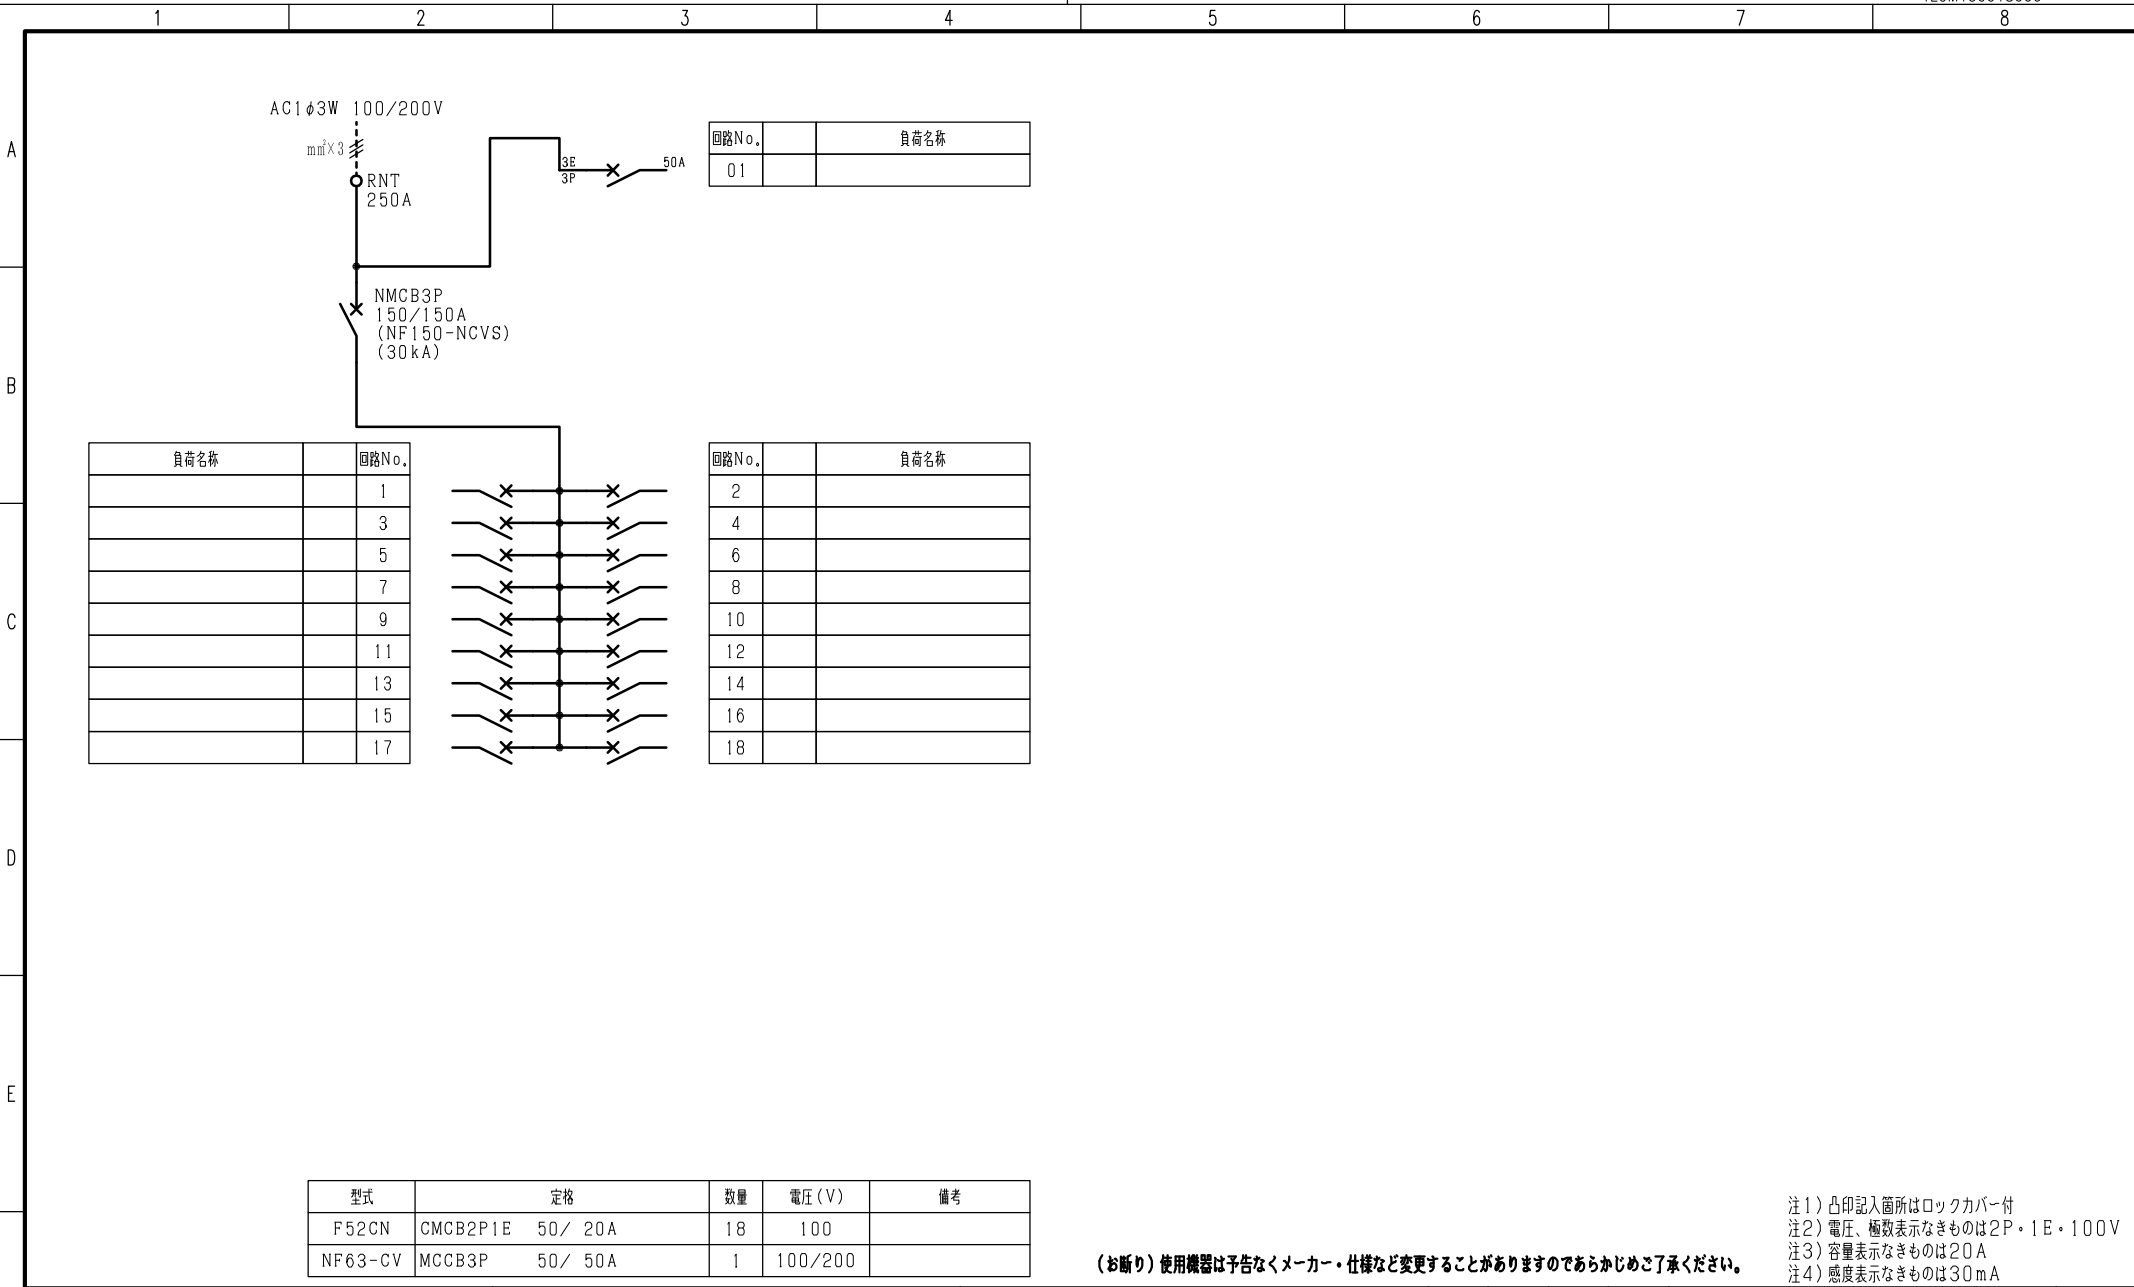 1 2 3 4 5 6 7 8
A
B
C
D
E
AC1φ3W 100/200V
mm²×3
RNT
250A
3E
3P
50A
回路No. 負荷名称
01
NMCB3P
150/150A
(NF150-NCVS)
(30kA)
負荷名称 回路No.
1
3
5
7
9
11
13
15
17
回路No. 負荷名称
2
4
6
8
10
12
14
16
18
型式 定格 数量 電圧(V) 備考
F52CN CMCB2P1E 50/ 20A 18 100
NF63-CV MCCB3P 50/ 50A 1 100/200
(お断り)使用機器は予告なくメーカー・仕様など変更することがありますのであらかじめご了承ください。
注1)凸印記入箇所はロックカバー付
注2)電圧、極数表示なきものは2P・1E・100V
注3)容量表示なきものは20A
注4)感度表示なきものは30mA